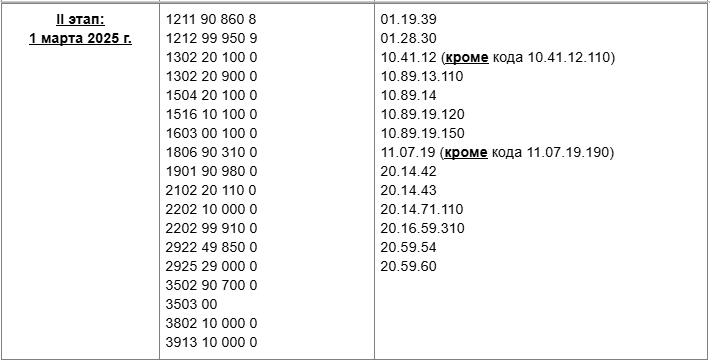 II этап:
1 марта 2025 г.
1211 90 860 8
1212 99 950 9
1302 20 100 0
1302 20 900 0
1504 20 100 0
1516 10 100 0
1603 00 100 0
1806 90 310 0
1901 90 980 0
2102 20 110 0
2202 10 000 0
2202 99 910 0
2922 49 850 0
2925 29 000 0
3502 90 700 0
3503 00
3802 10 000 0
3913 10 000 0
01.19.39
01.28.30
10.41.12 (кроме кода 10.41.12.110)
10.89.13.110
10.89.14
10.89.19.120
10.89.19.150
11.07.19 (кроме кода 11.07.19.190)
20.14.42
20.14.43
20.14.71.110
20.16.59.310
20.59.54
20.59.60